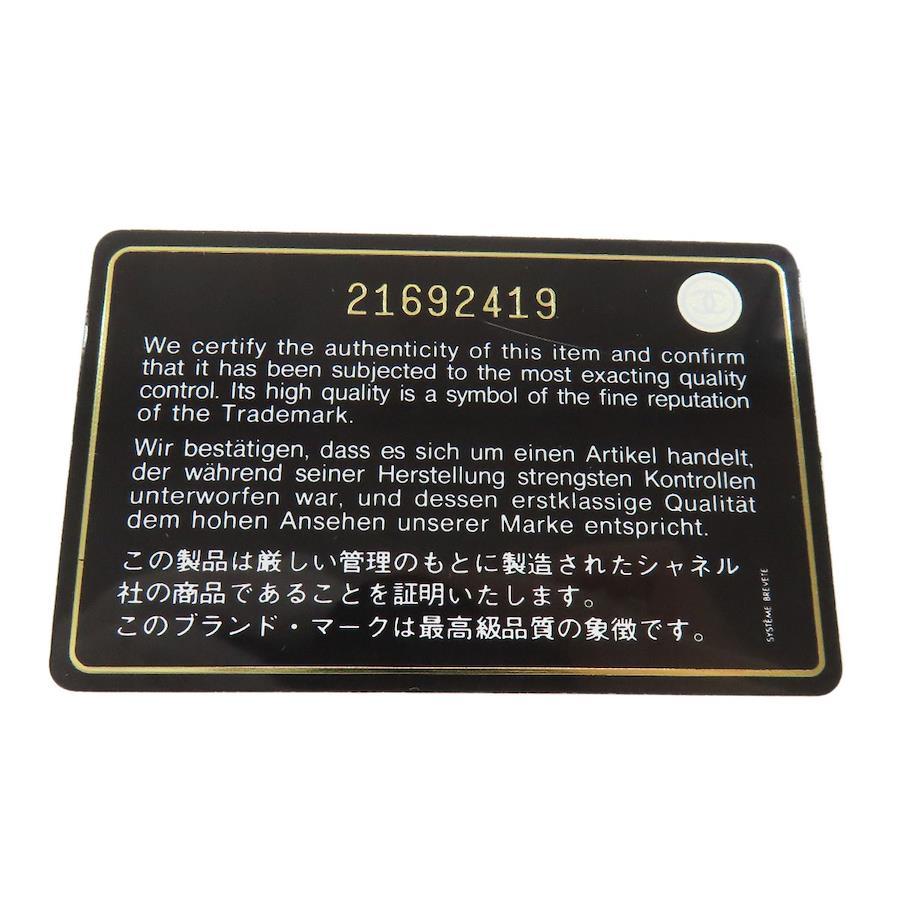 21692419
We certify the authenticity of this item and confirm
that it has been subjected to the most exacting quality
control. Its high quality is a symbol of the fine reputation
of the Trademark.
Wir bestätigen, dass es sich um einen Artikel handelt,
der während seiner Herstellung strengsten Kontrollen
unterworfen war, und dessen erstklassige Qualität
dem hohen Ansehen unserer Marke entspricht.
この製品は厳しい管理のもとに製造されたシャネル
社の商品であることを証明いたします。
このブランド・マークは最高級品質の象徴です。
SYSTÈME BREVETE